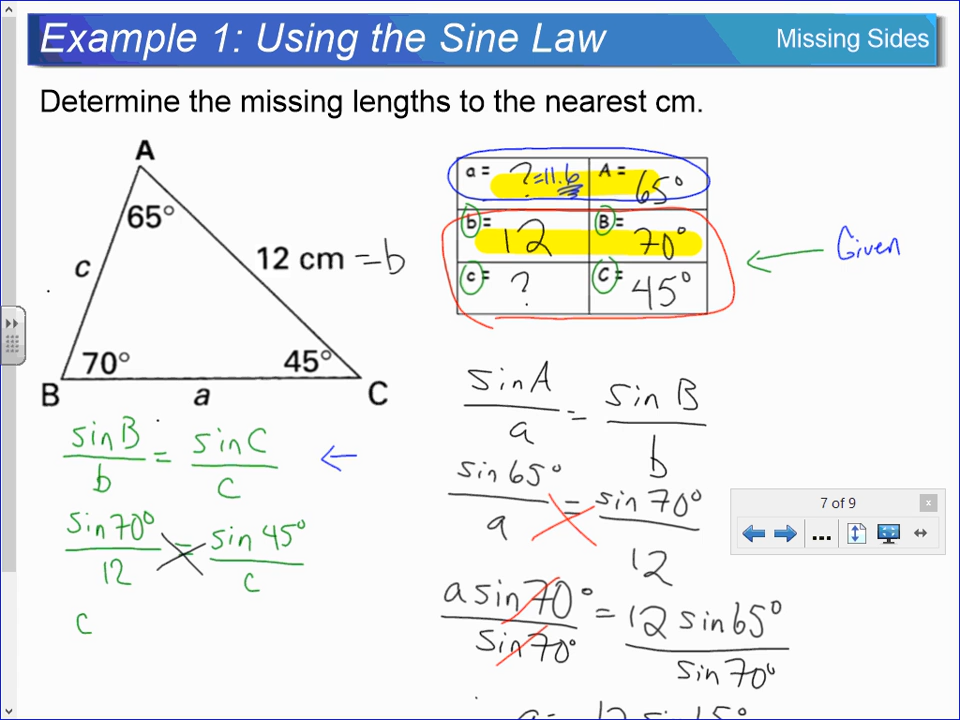 Example 1: Using the Sine Law
Missing Sides
Determine the missing lengths to the nearest cm.
A
65°
c
12 cm = b
70°
45°
B
a
C
a = ? = 11.6 A = 65°
b = 12 B = 70°
c = ? C = 45°
Given
sin A / a = sin B / b
sin 65° / a = sin 70° / 12
a sin 70° / sin 70° = 12 sin 65° / sin 70°
sin B / b = sin C / c
sin 70° / 12 = sin 45° / c
c
7 of 9